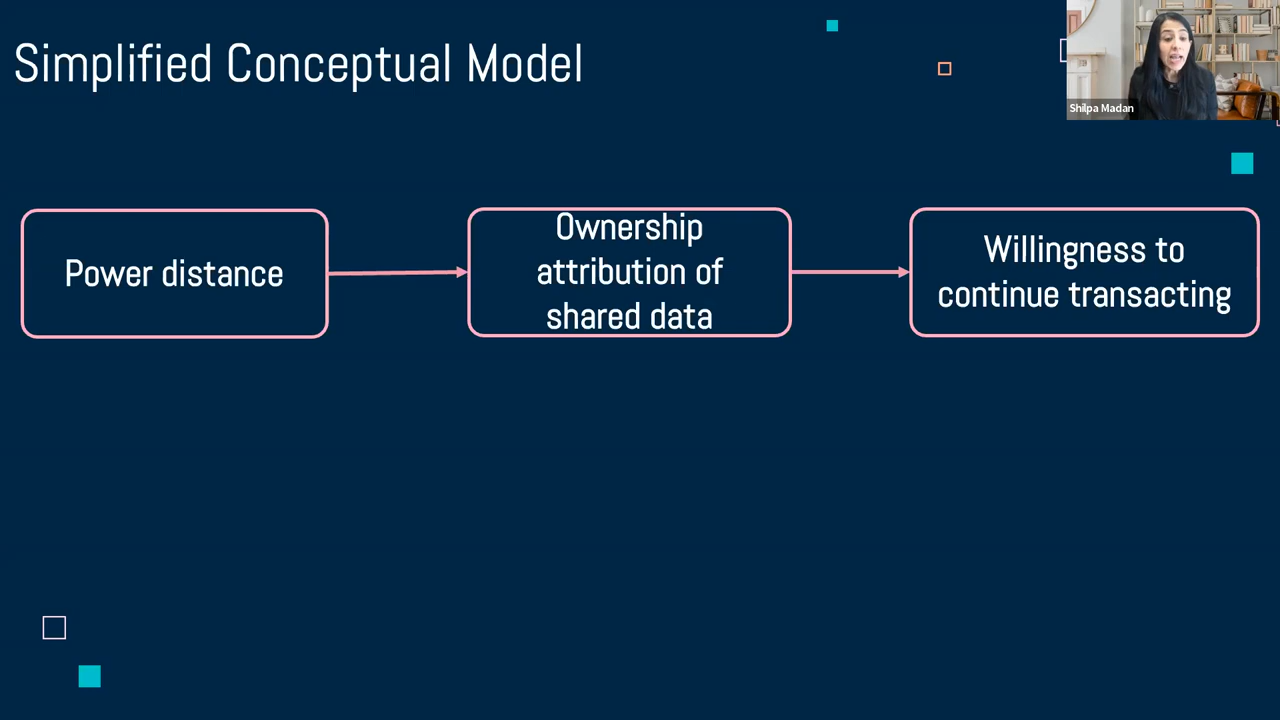 Simplified Conceptual Model
Shilpa Madan
Power distance
Ownership
attribution of
shared data
Willingness to
continue transacting